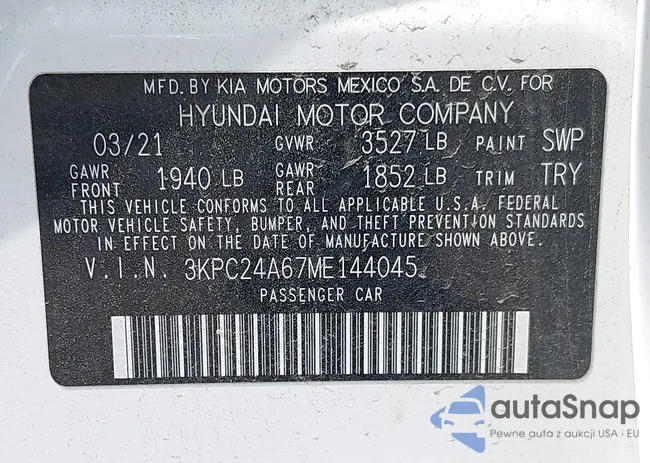 MFD. BY KIA MOTORS MEXICO S.A. DE C.V. FOR
HYUNDAI MOTOR COMPANY
03/21 GVWR 3527 LB PAINT SWP
GAWR FRONT 1940 LB GAWR REAR 1852 LB TRIM TRY
THIS VEHICLE CONFORMS TO ALL APPLICABLE U.S.A. FEDERAL
MOTOR VEHICLE SAFETY, BUMPER, AND THEFT PREVENTION STANDARDS
IN EFFECT ON THE DATE OF MANUFACTURE SHOWN ABOVE.
V.I.N. 3KPC24A67ME144045
PASSENGER CAR
autoSnap
Pewne auta z aukcji USA i EU